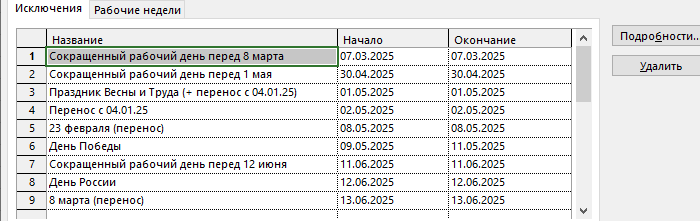 Исключения Рабочие недели
Название Начало Окончание
Подробности...
1 Сокращенный рабочий день перед 8 марта 07.03.2025 07.03.2025
Удалить
2 Сокращенный рабочий день перед 1 мая 30.04.2025 30.04.2025
3 Праздник Весны и Труда (+ перенос с 04.01.25) 01.05.2025 01.05.2025
4 Перенос с 04.01.25 02.05.2025 02.05.2025
5 23 февраля (перенос) 08.05.2025 08.05.2025
6 День Победы 09.05.2025 11.05.2025
7 Сокращенный рабочий день перед 12 июня 11.06.2025 11.06.2025
8 День России 12.06.2025 12.06.2025
9 8 марта (перенос) 13.06.2025 13.06.2025